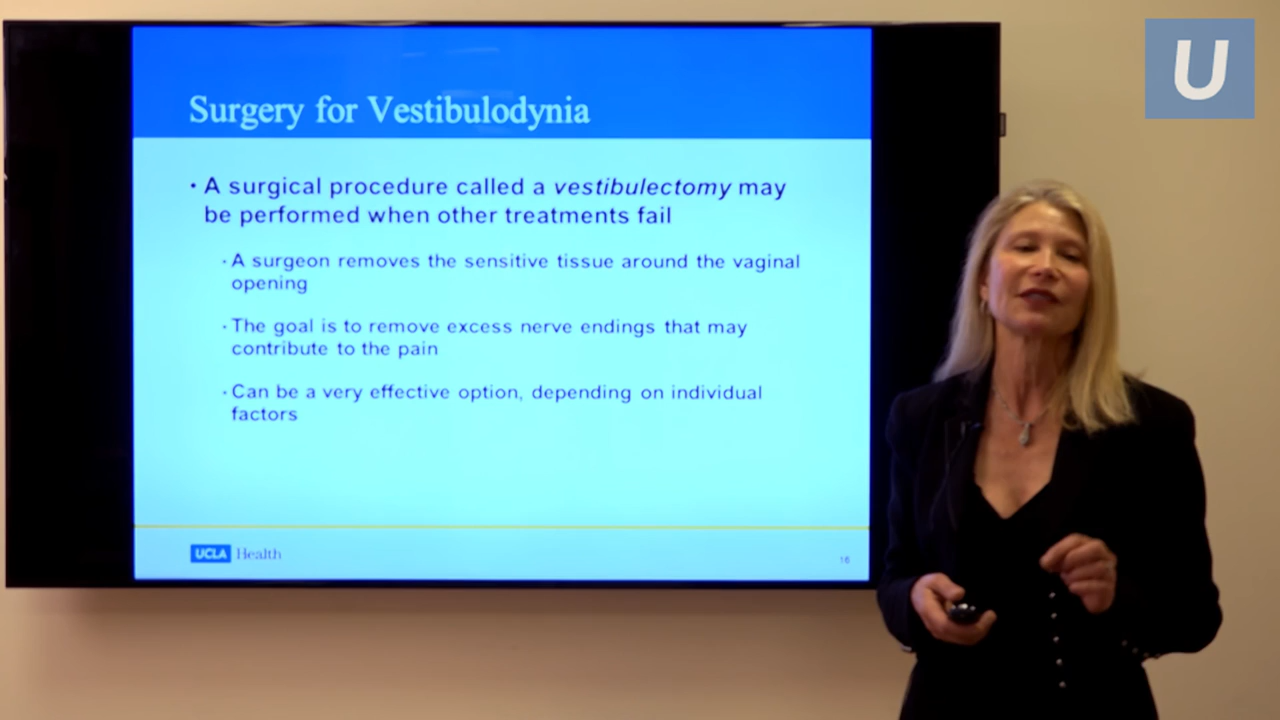 U
Surgery for Vestibulodynia
• A surgical procedure called a vestibulectomy may
be performed when other treatments fail
· A surgeon removes the sensitive tissue around the vaginal
opening
· The goal is to remove excess nerve endings that may
contribute to the pain
· Can be a very effective option, depending on individual
factors
UCLA Health
16